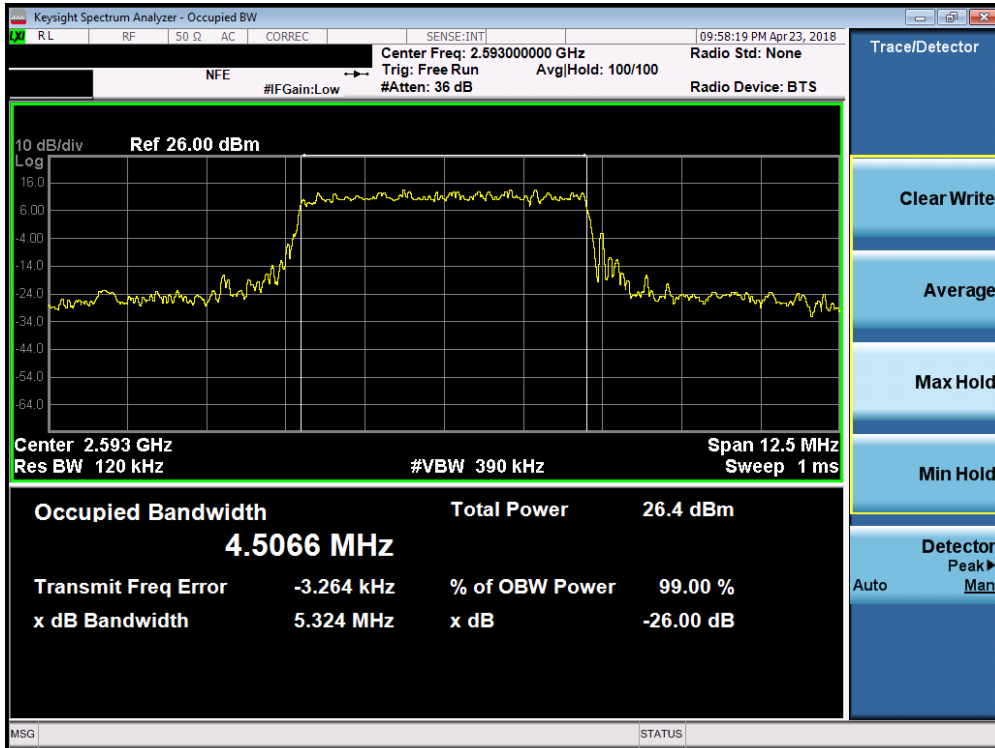 Keysight Spectrum Analyzer - Occupied BW
LXI RL RF 50 Ω AC CORREC SENSE:INT 09:58:19 PM Apr 23, 2018
Center Freq: 2.593000000 GHz Radio Std: None
NFE Trig: Free Run Avg|Hold: 100/100
#IFGain:Low #Atten: 36 dB Radio Device: BTS
10 dB/div Ref 26.00 dBm
Log
16.0
6.00
-4.00
-14.0
-24.0
-34.0
-44.0
-54.0
-64.0
Center 2.593 GHz Span 12.5 MHz
Res BW 120 kHz #VBW 390 kHz Sweep 1 ms
Occupied Bandwidth Total Power 26.4 dBm
4.5066 MHz
Transmit Freq Error -3.264 kHz % of OBW Power 99.00 %
x dB Bandwidth 5.324 MHz x dB -26.00 dB
MSG STATUS
Trace/Detector
Clear Write
Average
Max Hold
Min Hold
Detector
Peak▶
Auto Man